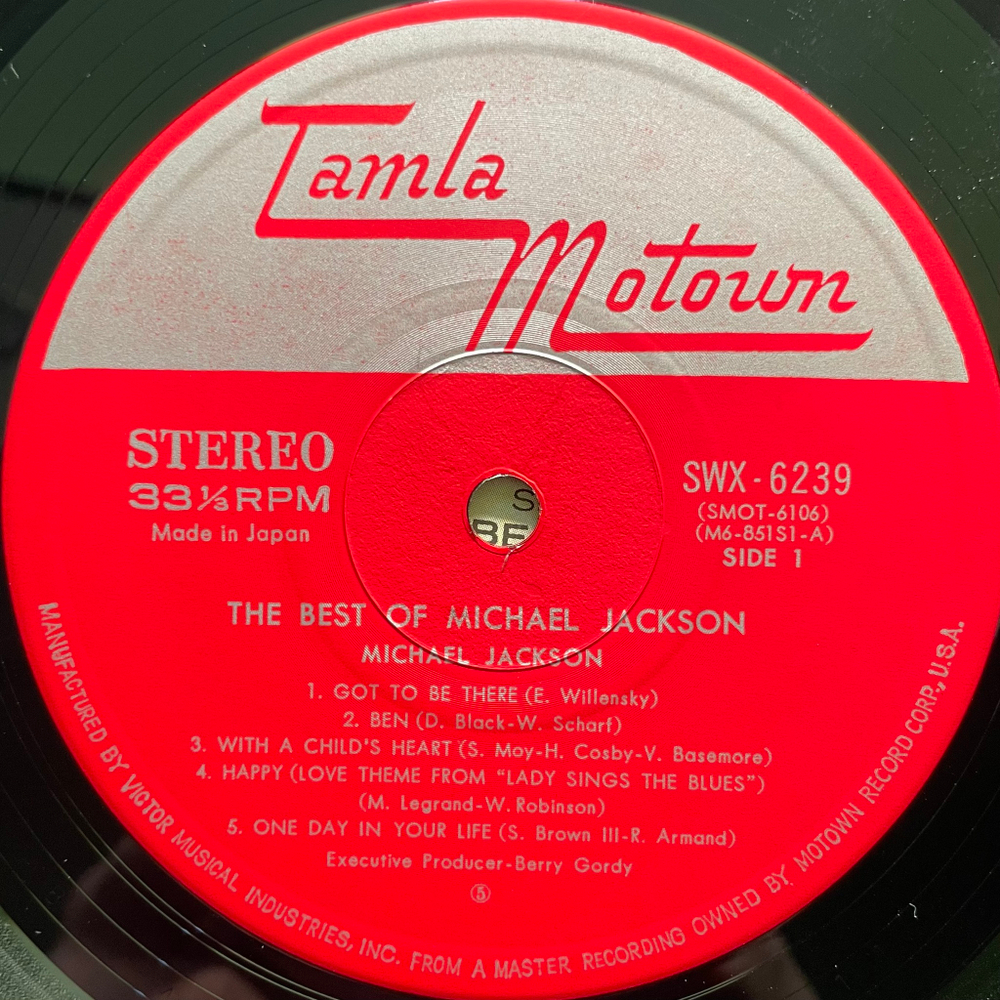 Tamla
Motown
STEREO
33⅓RPM
Made in Japan
SWX-6239
(SMOT-6106)
(M6-851S1-A)
SIDE 1
S
BE
THE BEST OF MICHAEL JACKSON
MICHAEL JACKSON
1. GOT TO BE THERE (E. Willensky)
2. BEN (D. Black-W. Scharf)
3. WITH A CHILD'S HEART (S. Moy-H. Cosby-V. Basemore)
4. HAPPY (LOVE THEME FROM "LADY SINGS THE BLUES")
(M. Legrand-W. Robinson)
5. ONE DAY IN YOUR LIFE (S. Brown III-R. Armand)
Executive Producer-Berry Gordy
⑤
MANUFACTURED BY VICTOR MUSICAL INDUSTRIES, INC. FROM A MASTER RECORDING OWNED BY MOTOWN RECORD CORP., U.S.A.